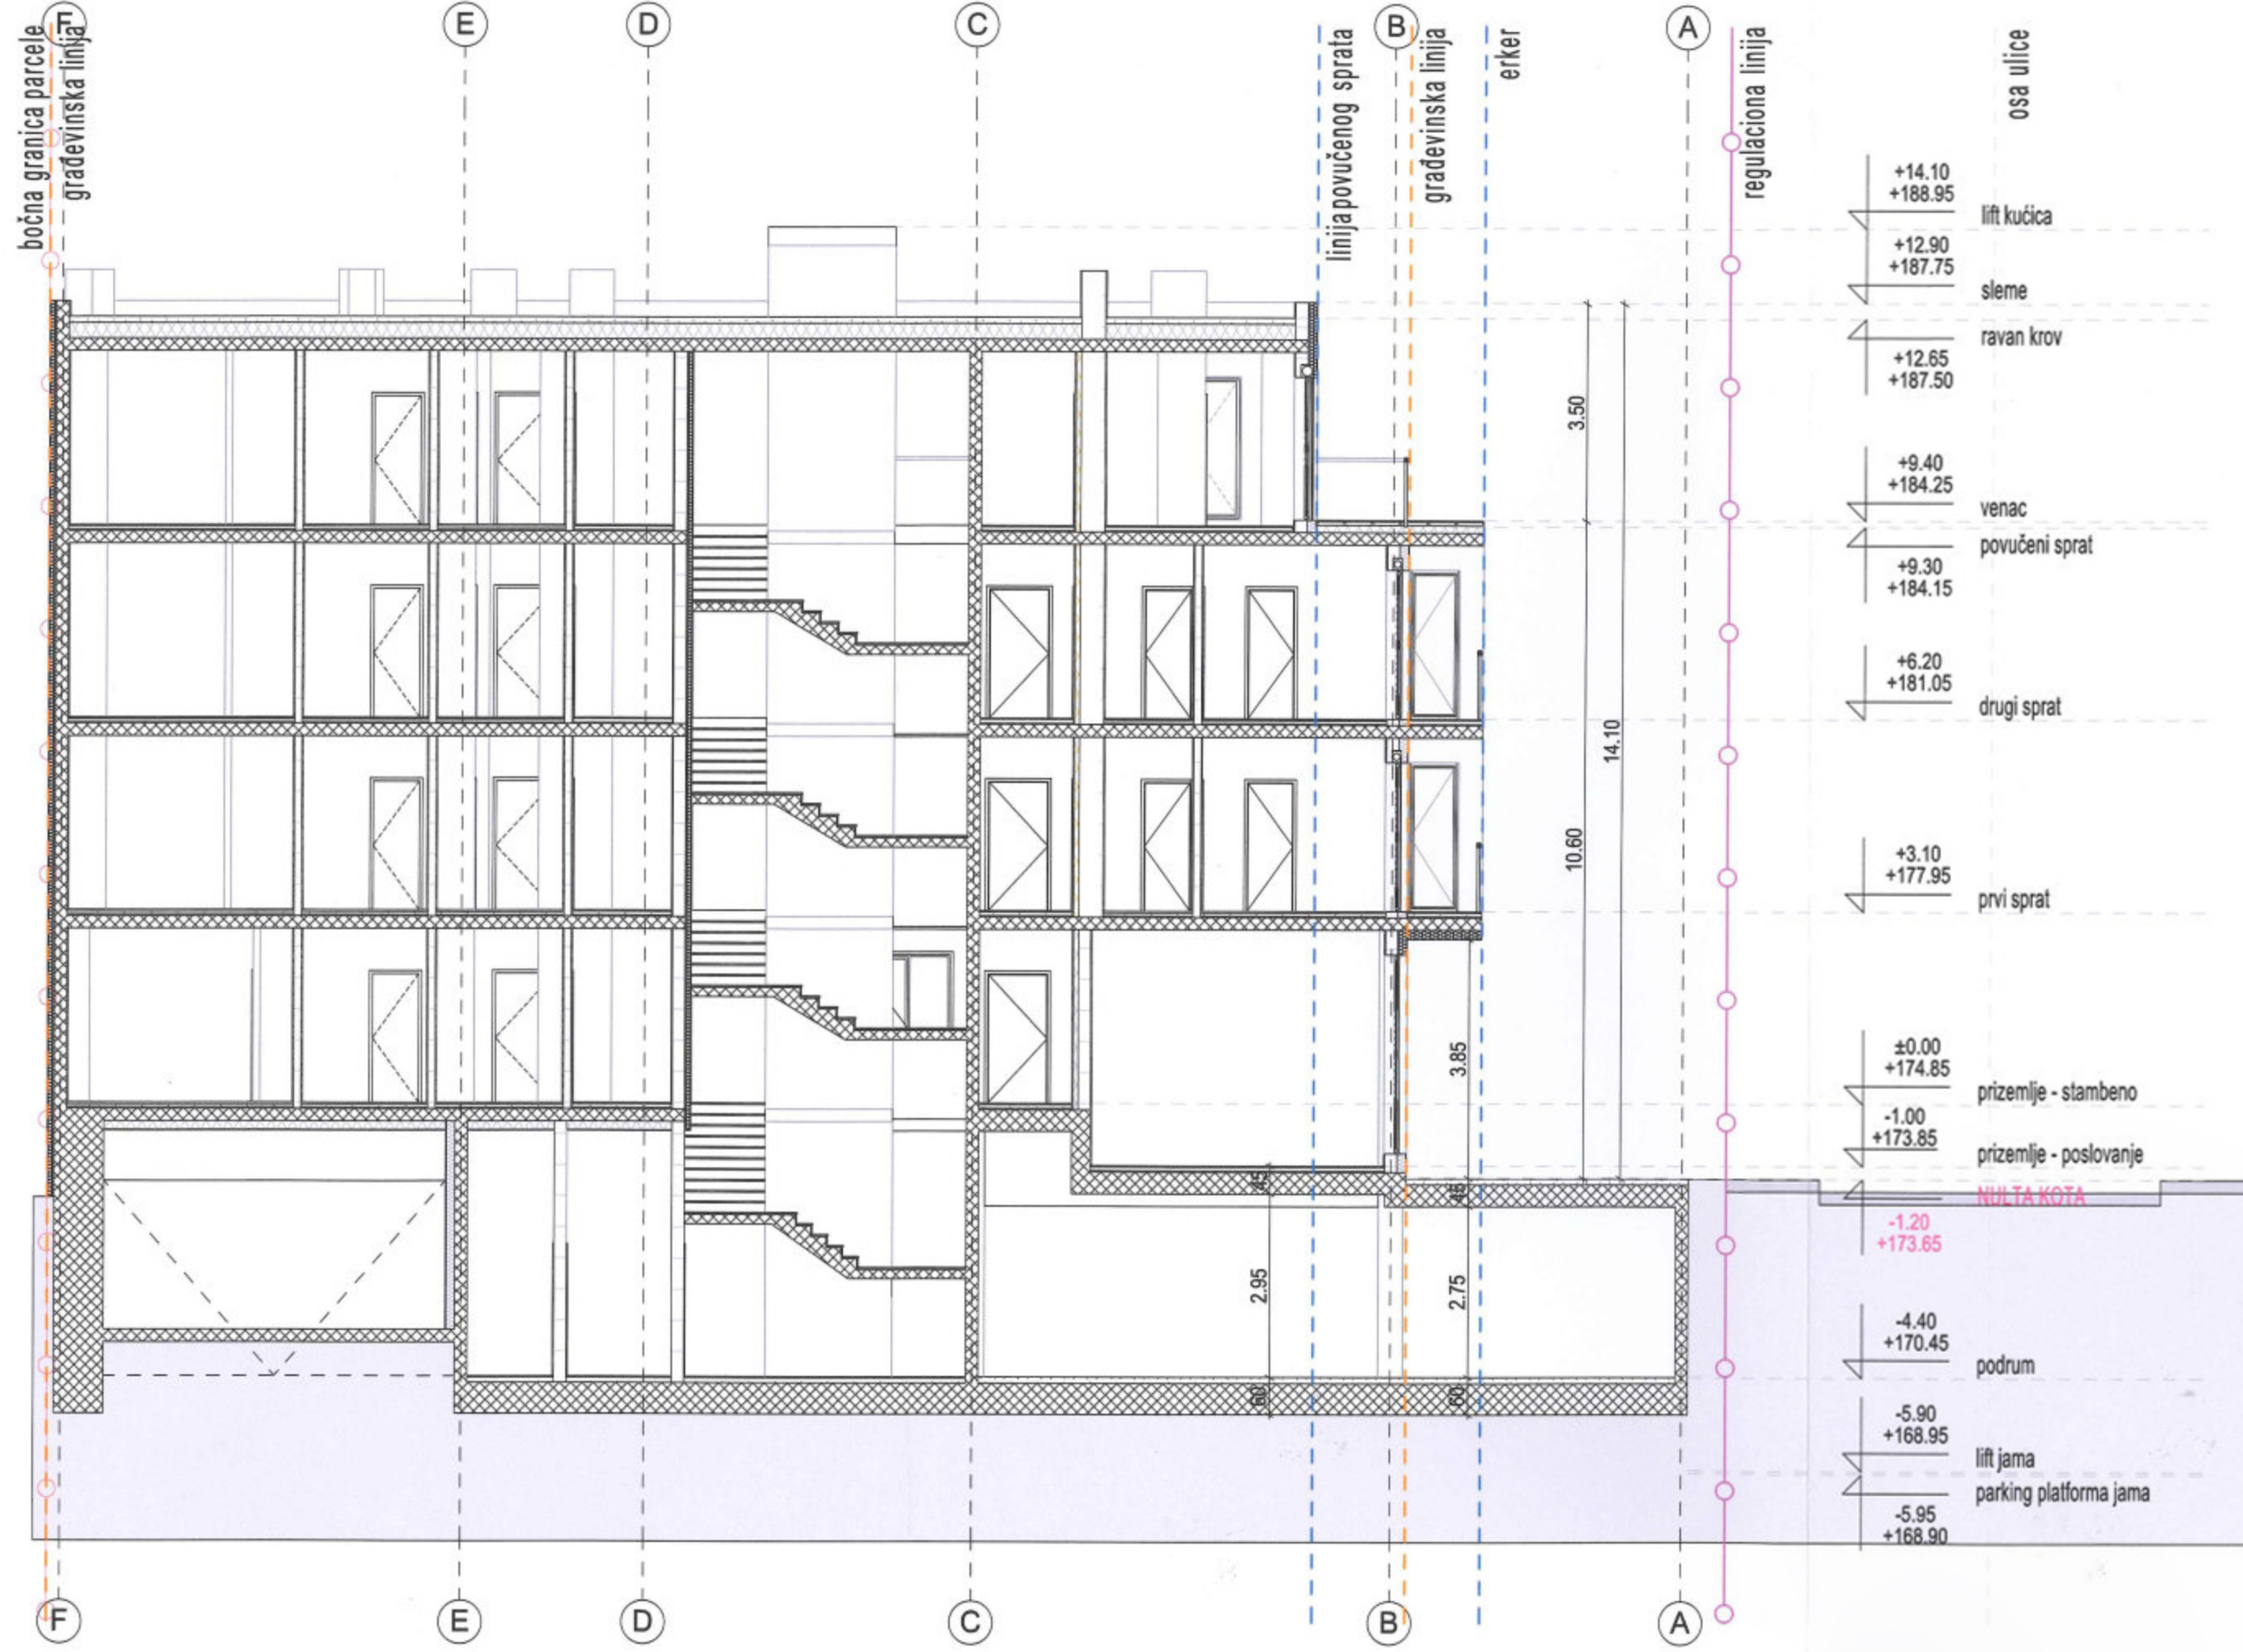 F
E
D
C
B
A
bočna granica parcele
građevinska linija
linijapovučenog sprata
građevinska linija
erker
regulaciona linija
osa ulice
+14.10
+188.95
lift kućica
+12.90
+187.75
sleme
ravan krov
+12.65
+187.50
3.50
+9.40
+184.25
venac
povučeni sprat
+9.30
+184.15
+6.20
+181.05
drugi sprat
14.10
10.60
+3.10
+177.95
prvi sprat
3.85
±0.00
+174.85
prizemlje - stambeno
-1.00
+173.85
prizemlje - poslovanje
45
45
NULTA KOTA
-1.20
+173.65
2.95
2.75
-4.40
+170.45
podrum
60
60
-5.90
+168.95
lift jama
parking platforma jama
-5.95
+168.90
F
E
D
C
B
A